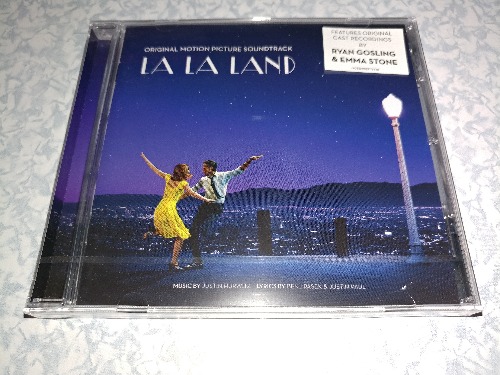 ORIGINAL MOTION PICTURE SOUNDTRACK
LA LA LAND
FEATURES ORIGINAL
CAST RECORDINGS
BY
RYAN GOSLING
& EMMA STONE
MUSIC BY JUSTIN HURWITZ LYRICS BY BENJ PASEK & JUSTIN PAUL